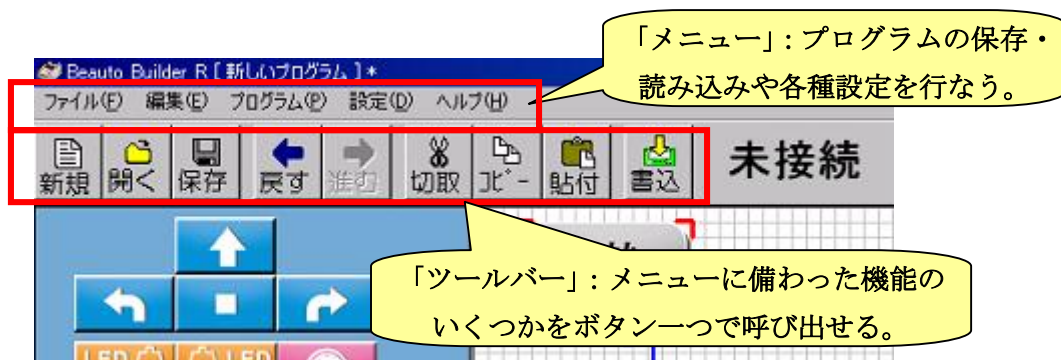 「メニュー」：プログラムの保存・
読み込みや各種設定を行なう。
Beauto Builder R [ 新しいプログラム ] *
ファイル(F) 編集(E) プログラム(P) 設定(D) ヘルプ(H)
新規 開く 保存 戻す 進む 切取 ｺﾋﾟｰ 貼付 書込 未接続
「ツールバー」：メニューに備わった機能の
いくつかをボタン一つで呼び出せる。
LED LED